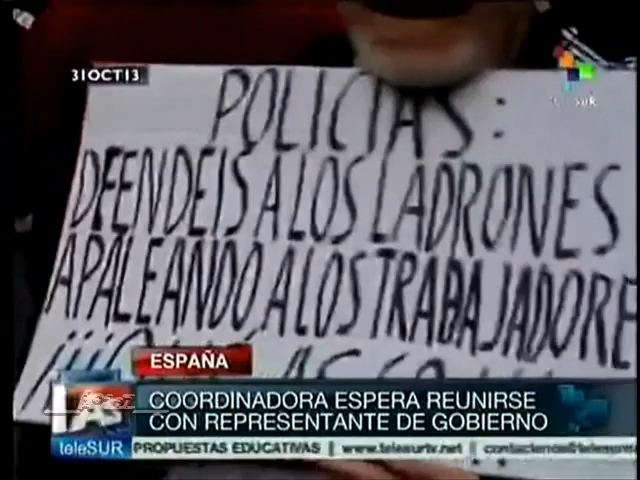 31OCT13
teleSUR
POLICIAS:
DEFENDEIS A LOS LADRONES
APALEANDO A LOS TRABAJADORE
ESPAÑA
COORDINADORA ESPERA REUNIRSE
CON REPRESENTANTE DE GOBIERNO
teleSUR
PROPUESTAS EDUCATIVAS
www.telesurtv.net